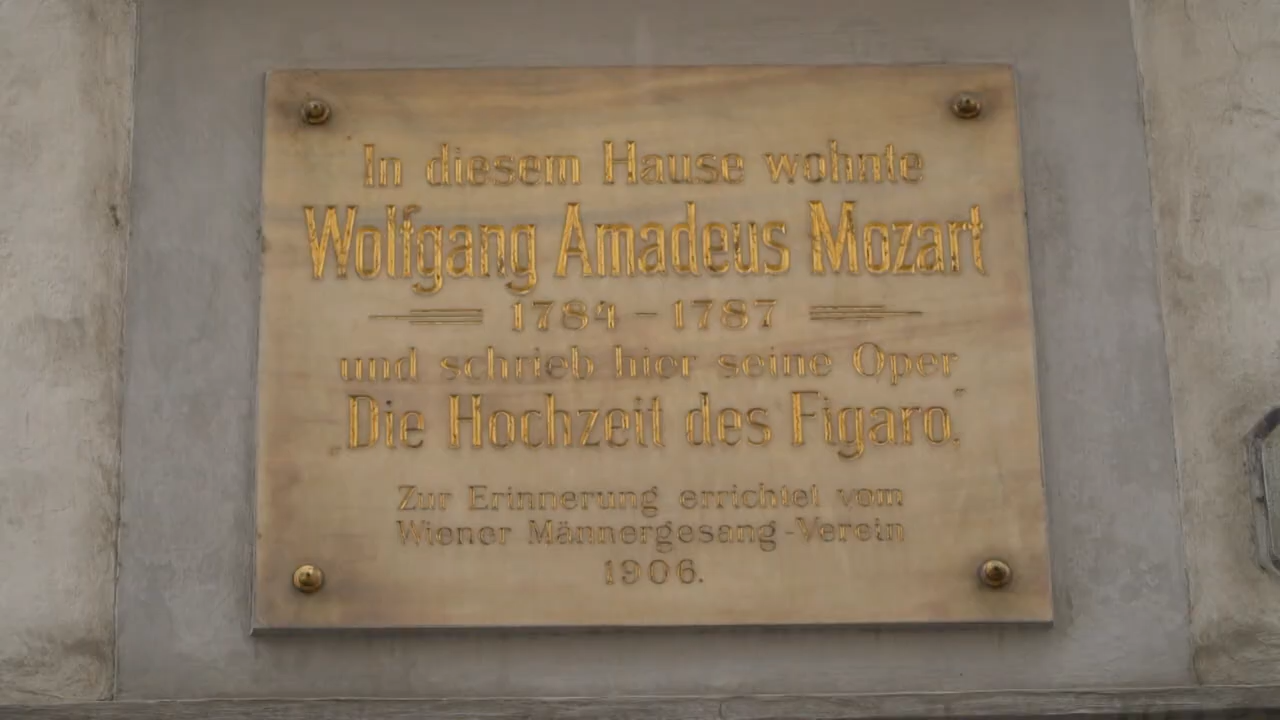 In diesem Hause wohnte
Wolfgang Amadeus Mozart
1784 – 1787
und schrieb hier seine Oper
„Die Hochzeit des Figaro.“
Zur Erinnerung errichtet vom
Wiener Männergesang-Verein
1906.